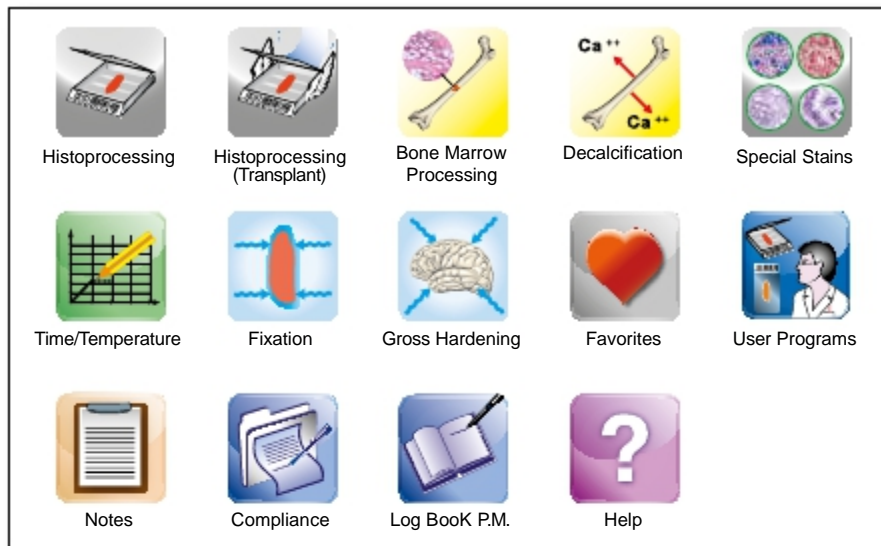 Ca ++
Ca ++
Histoprocessing
Histoprocessing
(Transplant)
Bone Marrow
Processing
Decalcification
Special Stains
Time/Temperature
Fixation
Gross Hardening
Favorites
User Programs
Notes
Compliance
Log BooK P.M.
?
Help